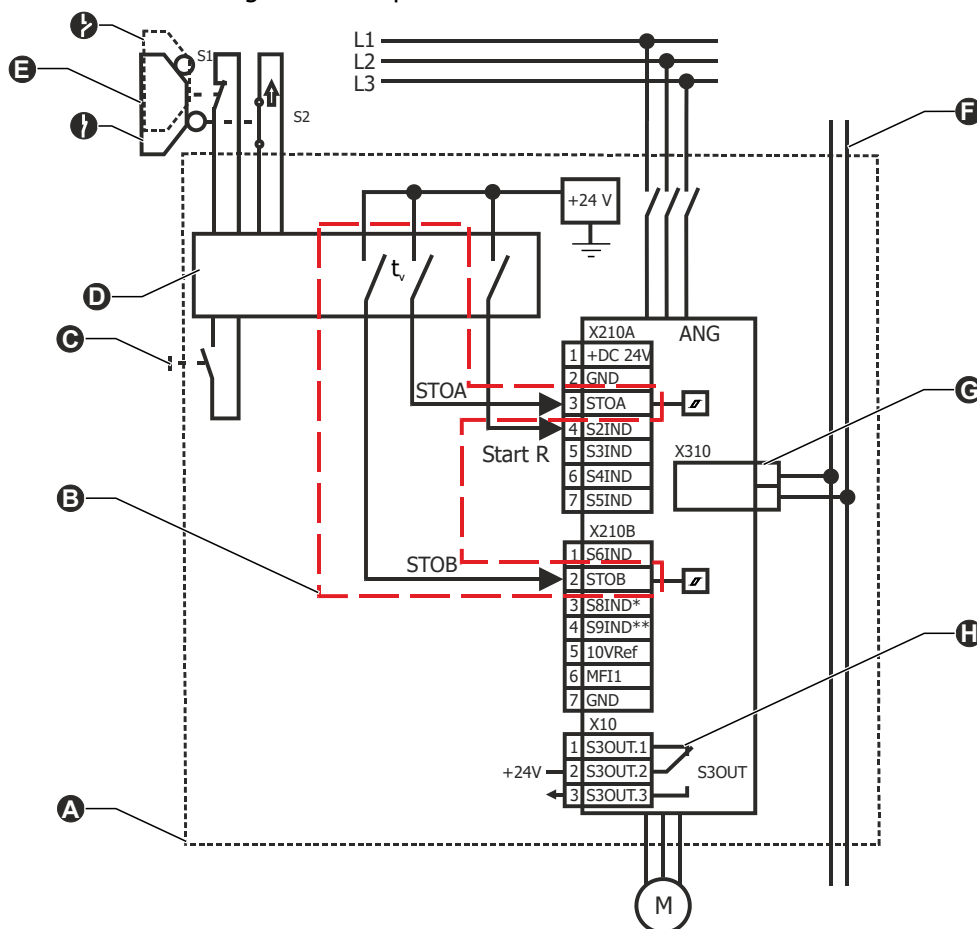 L1
L2
L3
S1
S2
E
+24 V
F
D
tv
C
X210A
ANG
1 +DC 24V
2 GND
3 STOA
4 S2IND
5 S3IND
6 S4IND
7 S5IND
STOA
Start R
X310
G
B
X210B
1 S6IND
2 STOB
3 S8IND*
4 S9IND**
5 10VRef
6 MFI1
7 GND
STOB
H
X10
1 S3OUT.1
2 S3OUT.2
3 S3OUT.3
+24V
S3OUT
A
M